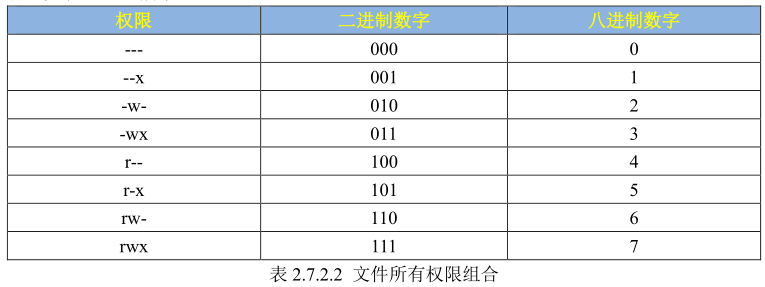 权限 二进制数字 八进制数字
--- 000 0
--x 001 1
-w- 010 2
-wx 011 3
r-- 100 4
r-x 101 5
rw- 110 6
rwx 111 7
表 2.7.2.2 文件所有权限组合